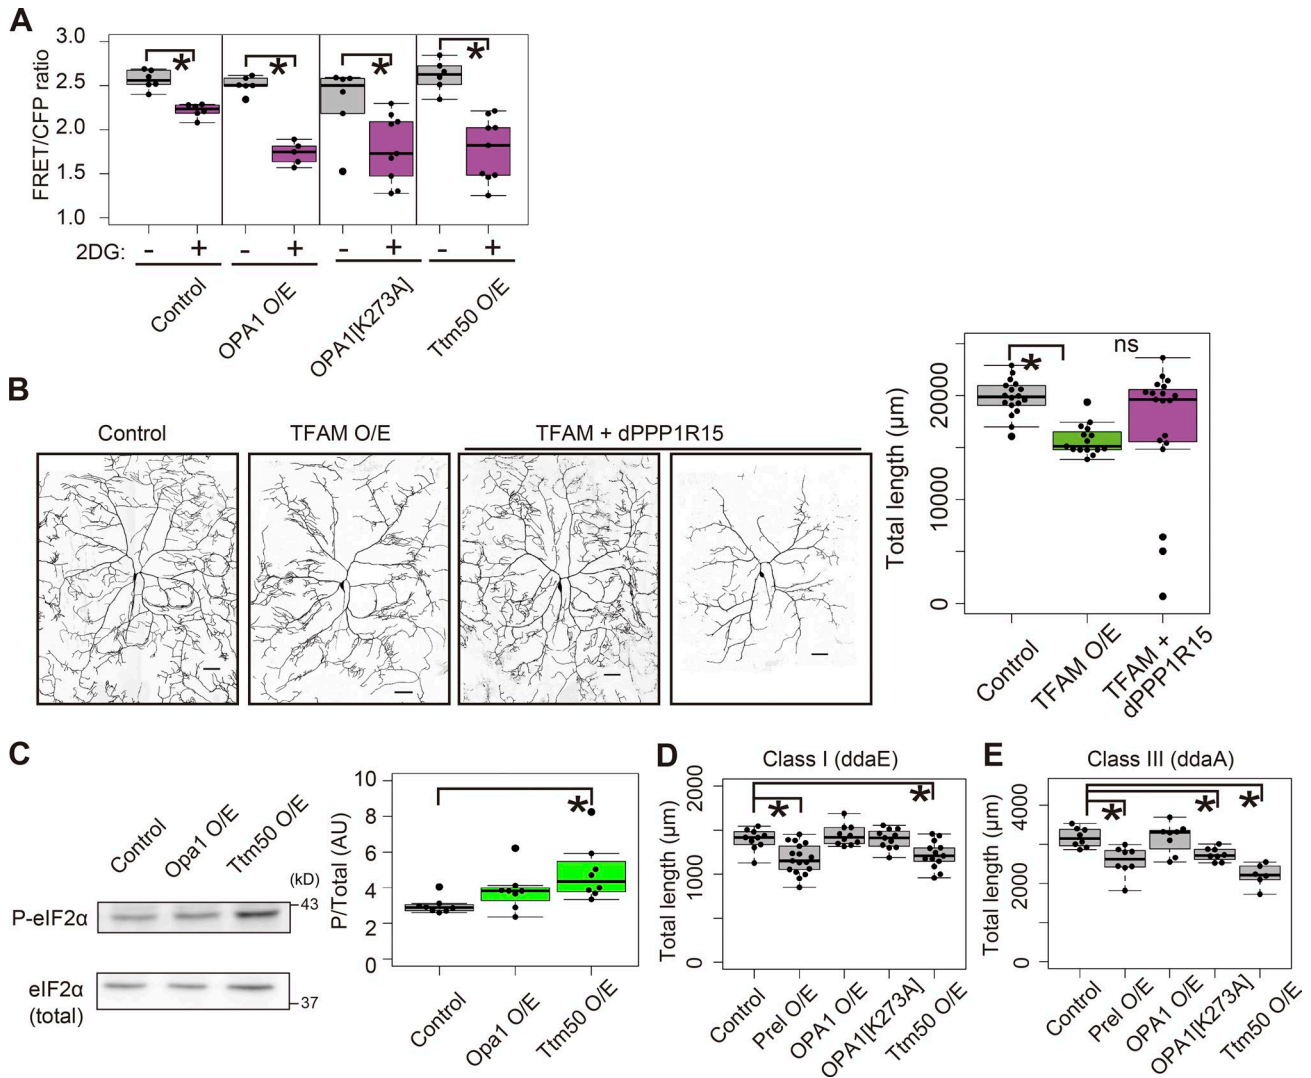 A
FRET/CFP ratio
3.0
2.5
2.0
1.5
1.0
* * * *
2DG: - + - + - + - +
Control
OPA1 O/E
OPA1[K273A]
Ttm50 O/E
B
Control
TFAM O/E
TFAM + dPPP1R15
Total length (µm)
20000
10000
0
* ns
Control
TFAM O/E
TFAM +
dPPP1R15
C
Control
Opa1 O/E
Ttm50 O/E
(kD)
P-eIF2α
43
eIF2α
(total)
37
P/Total (AU)
10
8
6
4
2
0
*
Control
Opa1 O/E
Ttm50 O/E
D
Class I (ddaE)
Total length (µm)
2000
1000
0
* *
Control
Prel O/E
OPA1 O/E
OPA1[K273A]
Ttm50 O/E
E
Class III (ddaA)
Total length (µm)
4000
2000
0
* * *
Control
Prel O/E
OPA1 O/E
OPA1[K273A]
Ttm50 O/E